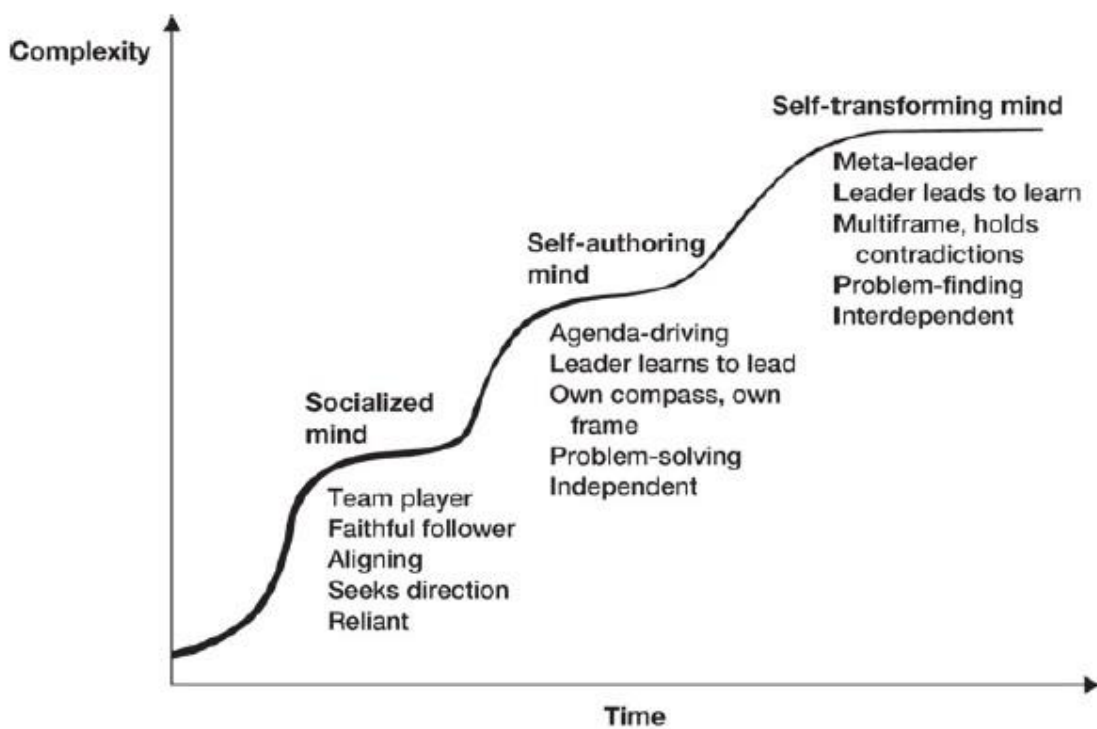 Complexity
Self-transforming mind
Meta-leader
Leader leads to learn
Multiframe, holds
contradictions
Problem-finding
Interdependent
Self-authoring
mind
Agenda-driving
Leader learns to lead
Own compass, own
frame
Problem-solving
Independent
Socialized
mind
Team player
Faithful follower
Aligning
Seeks direction
Reliant
Time